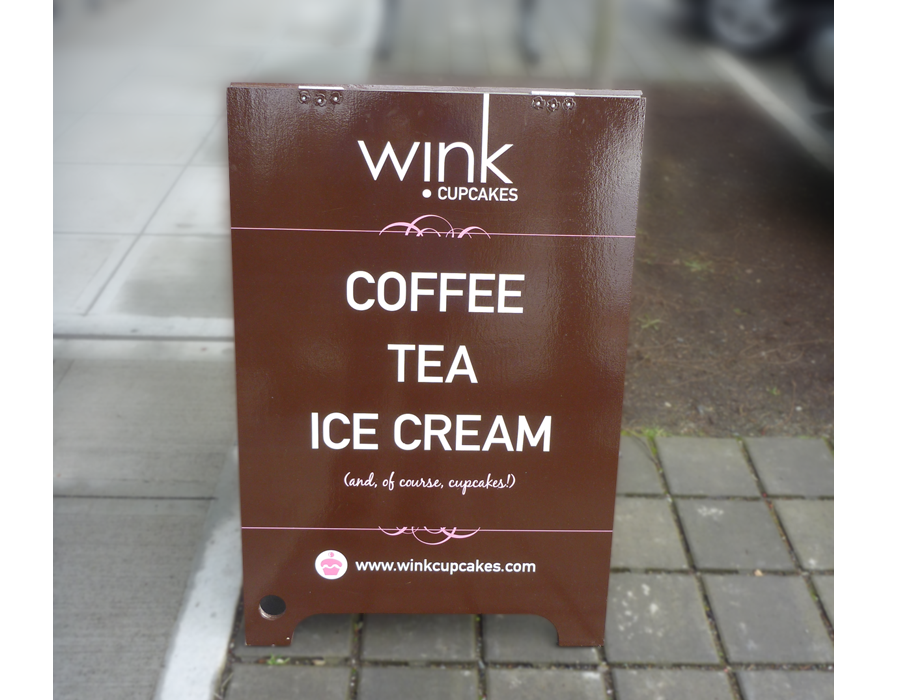 wink
CUPCAKES
COFFEE
TEA
ICE CREAM
(and, of course, cupcakes!)
www.winkcupcakes.com